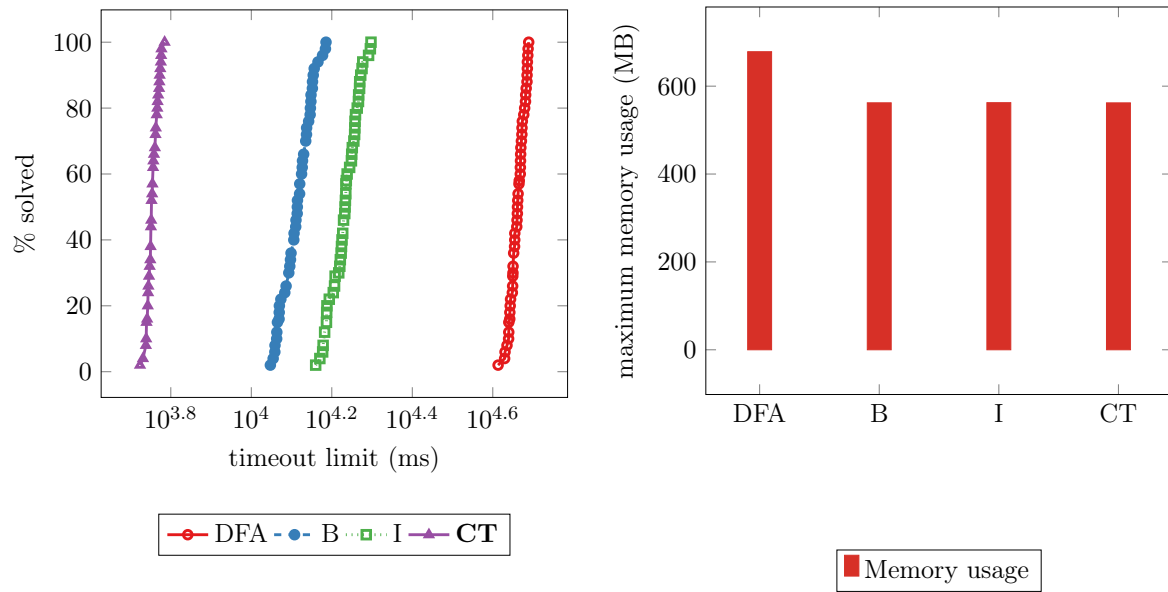 100
80
60
40
20
0
% solved
10^3.8 10^4 10^4.2 10^4.4 10^4.6
timeout limit (ms)
DFA B I CT
600
400
200
0
maximum memory usage (MB)
DFA B I CT
Memory usage